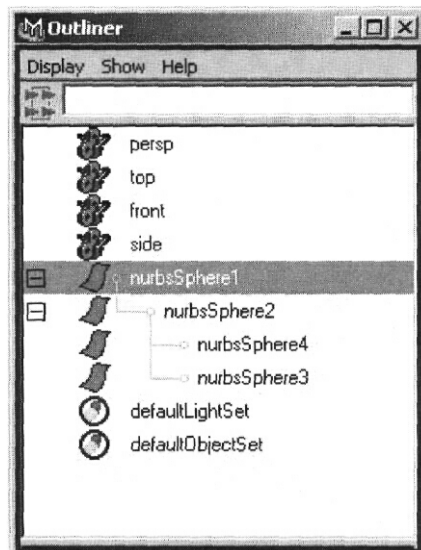 Outliner
Display Show Help
persp
top
front
side
nurbsSphere1
nurbsSphere2
nurbsSphere4
nurbsSphere3
defaultLightSet
defaultObjectSet